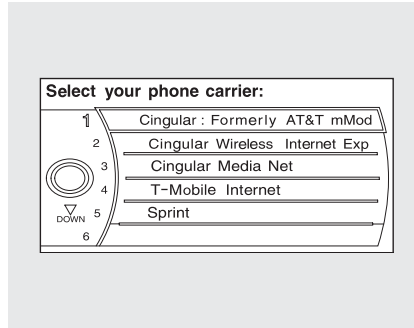 Select your phone carrier:
1 Cingular : Formerly AT&T mMod
2 Cingular Wireless Internet Exp
3 Cingular Media Net
4 T-Mobile Internet
5 Sprint
DOWN
6